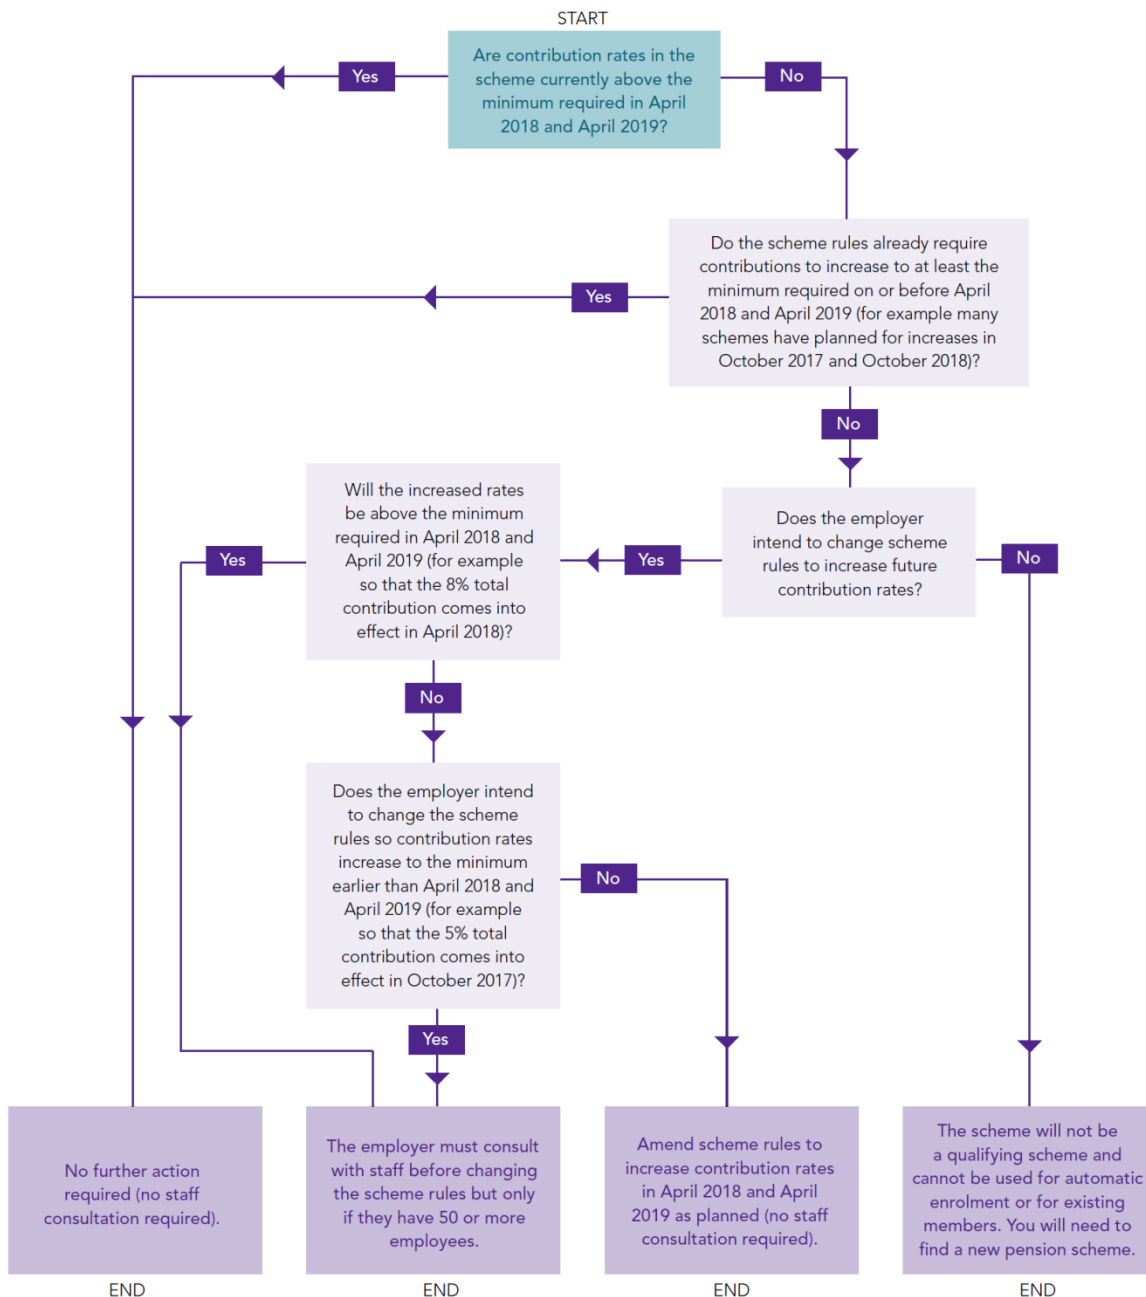 START
Are contribution rates in the
scheme currently above the
minimum required in April
2018 and April 2019?
Yes
No
Do the scheme rules already require
contributions to increase to at least the
minimum required on or before April
2018 and April 2019 (for example many
schemes have planned for increases in
October 2017 and October 2018)?
Yes
No
Does the employer
intend to change scheme
rules to increase future
contribution rates?
Yes
No
Will the increased rates
be above the minimum
required in April 2018 and
April 2019 (for example
so that the 8% total
contribution comes into
effect in April 2018)?
Yes
No
Does the employer intend
to change the scheme
rules so contribution rates
increase to the minimum
earlier than April 2018 and
April 2019 (for example
so that the 5% total
contribution comes into
effect in October 2017)?
No
Yes
No further action
required (no staff
consultation required).
END
The employer must consult
with staff before changing
the scheme rules but only
if they have 50 or more
employees.
END
Amend scheme rules to
increase contribution rates
in April 2018 and April
2019 as planned (no staff
consultation required).
END
The scheme will not be
a qualifying scheme and
cannot be used for automatic
enrolment or for existing
members. You will need to
find a new pension scheme.
END